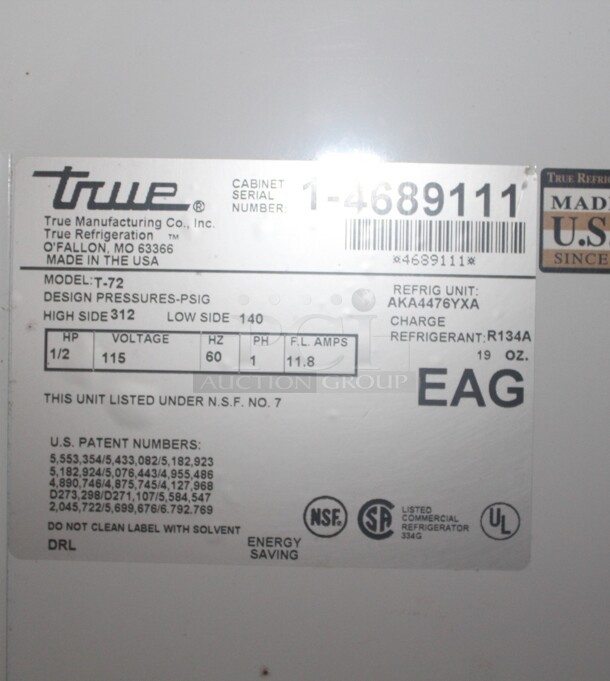 true®
True Manufacturing Co., Inc.
True Refrigeration ™
O'FALLON, MO 63366
MADE IN THE USA
CABINET
SERIAL
NUMBER: 1-4689111
*4689111*
MODEL: T-72
DESIGN PRESSURES-PSIG
HIGH SIDE 312 LOW SIDE 140
HP VOLTAGE HZ PH F.L. AMPS
1/2 115 60 1 11.8
REFRIG UNIT:
AKA4476YXA
CHARGE
REFRIGERANT: R134A
19 OZ.
EAG
PCI
AUCTION GROUP
THIS UNIT LISTED UNDER N.S.F. NO. 7
U.S. PATENT NUMBERS:
5,553,354/5,433,082/5,182,923
5,182,924/5,076,443/4,955,486
4,890,746/4,875,745/4,127,968
D273,298/D271,107/5,584,547
2,045,722/5,699,676/6.792.769
DO NOT CLEAN LABEL WITH SOLVENT
DRL
ENERGY
SAVING
NSF®
SA
LISTED
COMMERCIAL
REFRIGERATOR
334G
UL
TRUE REFRI
MADE
U.S.
SINCE